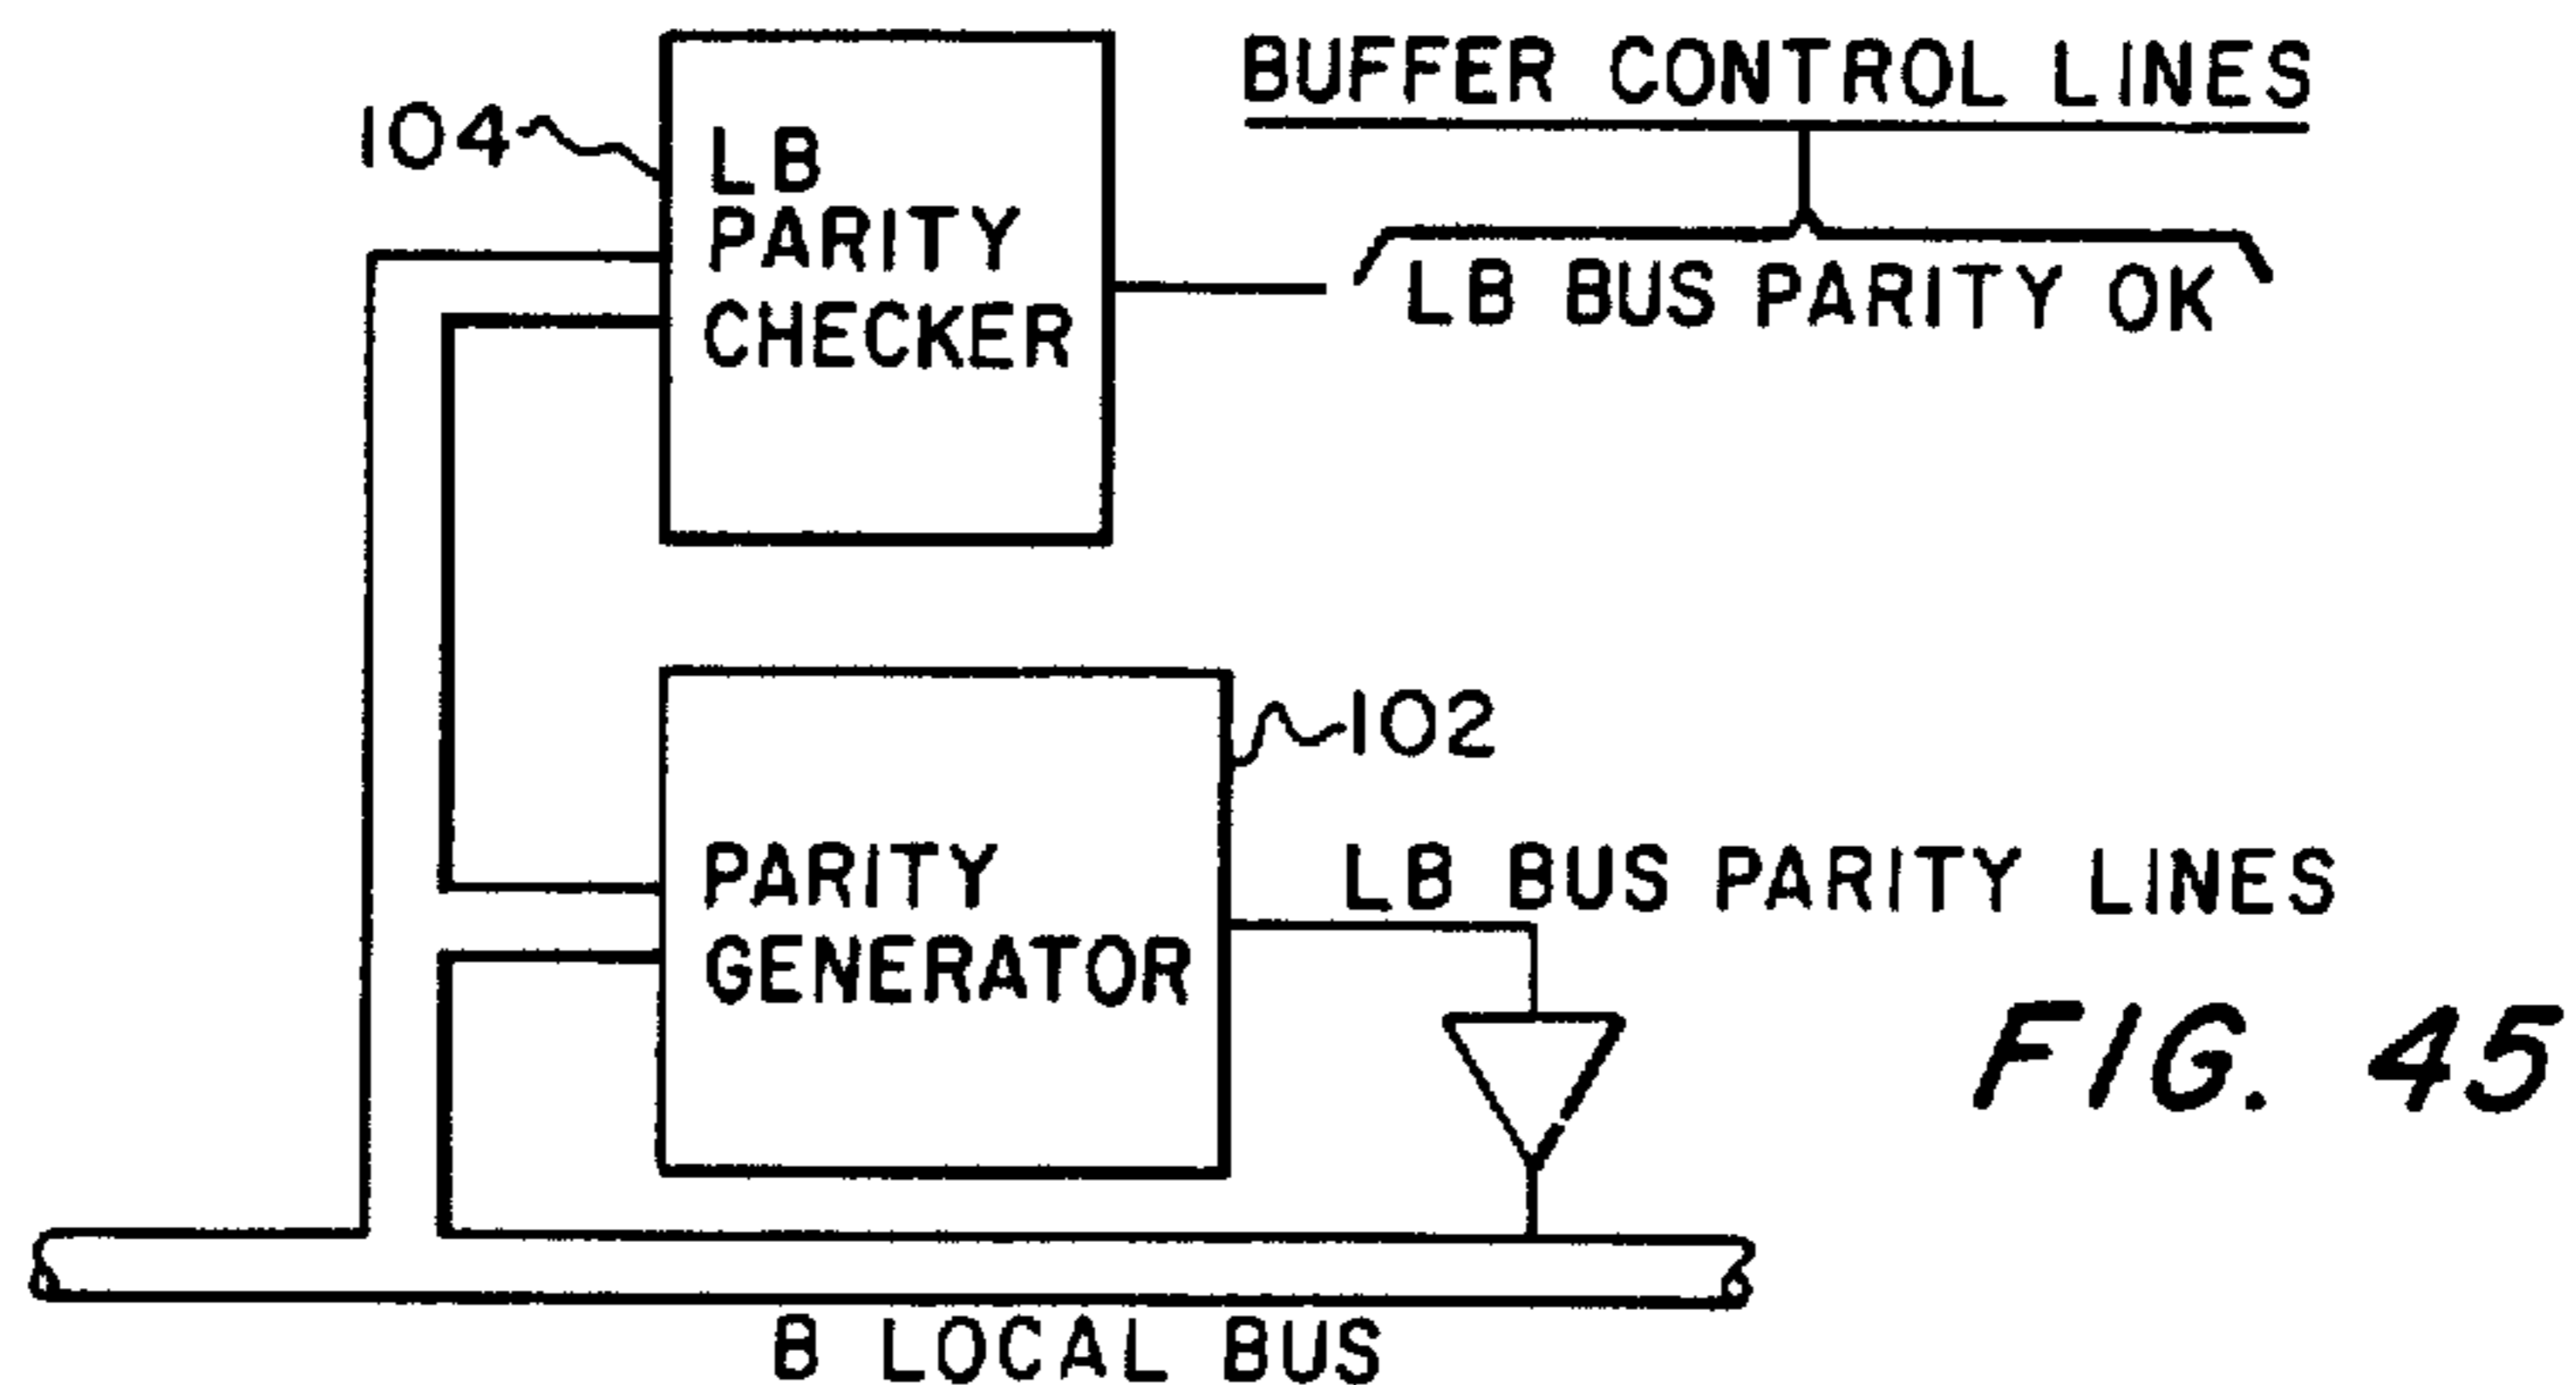 BUFFER CONTROL LINES
104
LB
PARITY
CHECKER
LB BUS PARITY OK
102
PARITY
GENERATOR
LB BUS PARITY LINES
FIG. 45
B LOCAL BUS